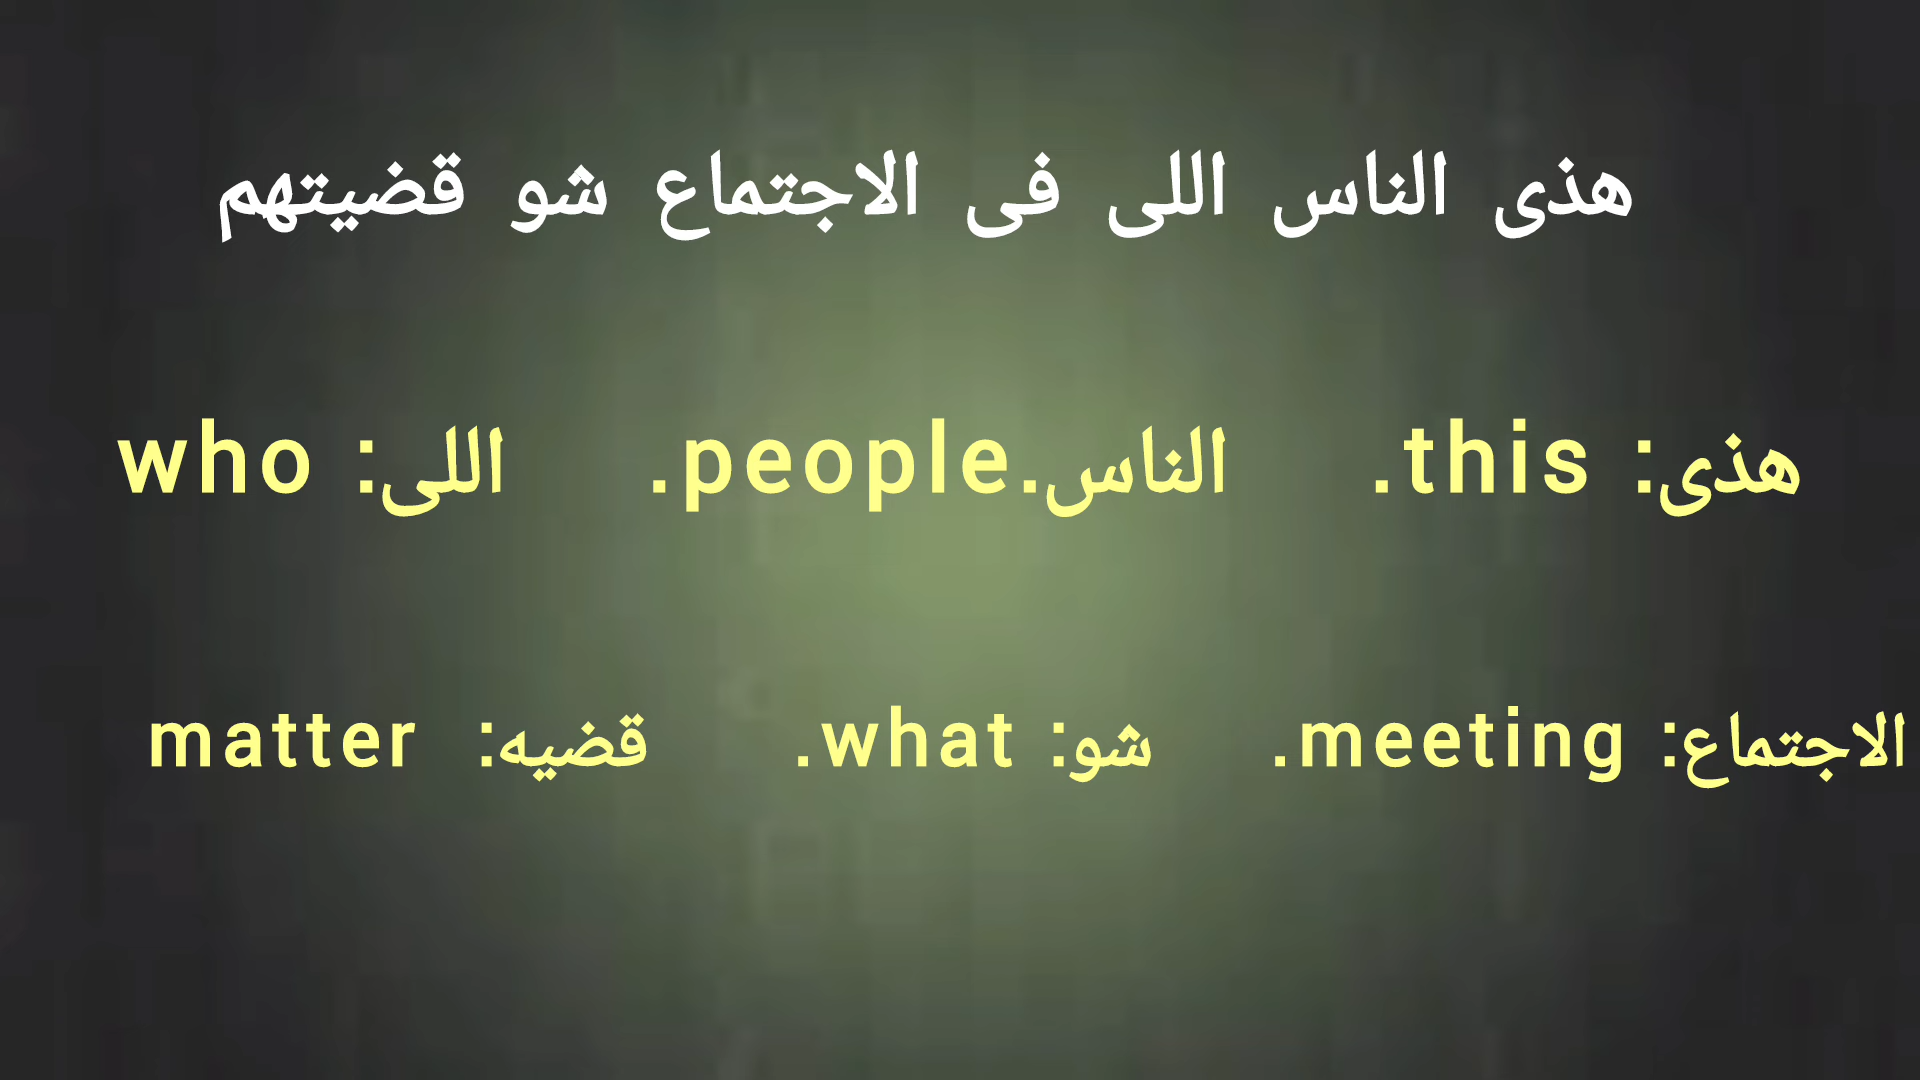 هذى الناس اللى فى الاجتماع شو قضيتهم
هذى: this. الناس.people. اللى: who
الاجتماع: meeting. شو: what. قضيه: matter